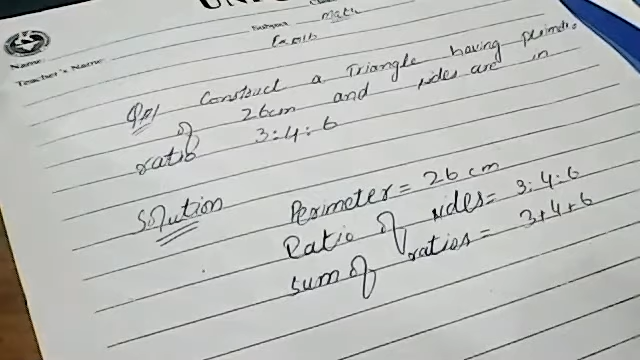 Subject math
Name:
Teacher's Name:
Q#1 Construct a Triangle having perimeter
of 26cm and sides are in
ratio 3:4:6
Solution
Perimeter = 26 cm
Ratio of sides = 3:4:6
sum of ratios = 3+4+6